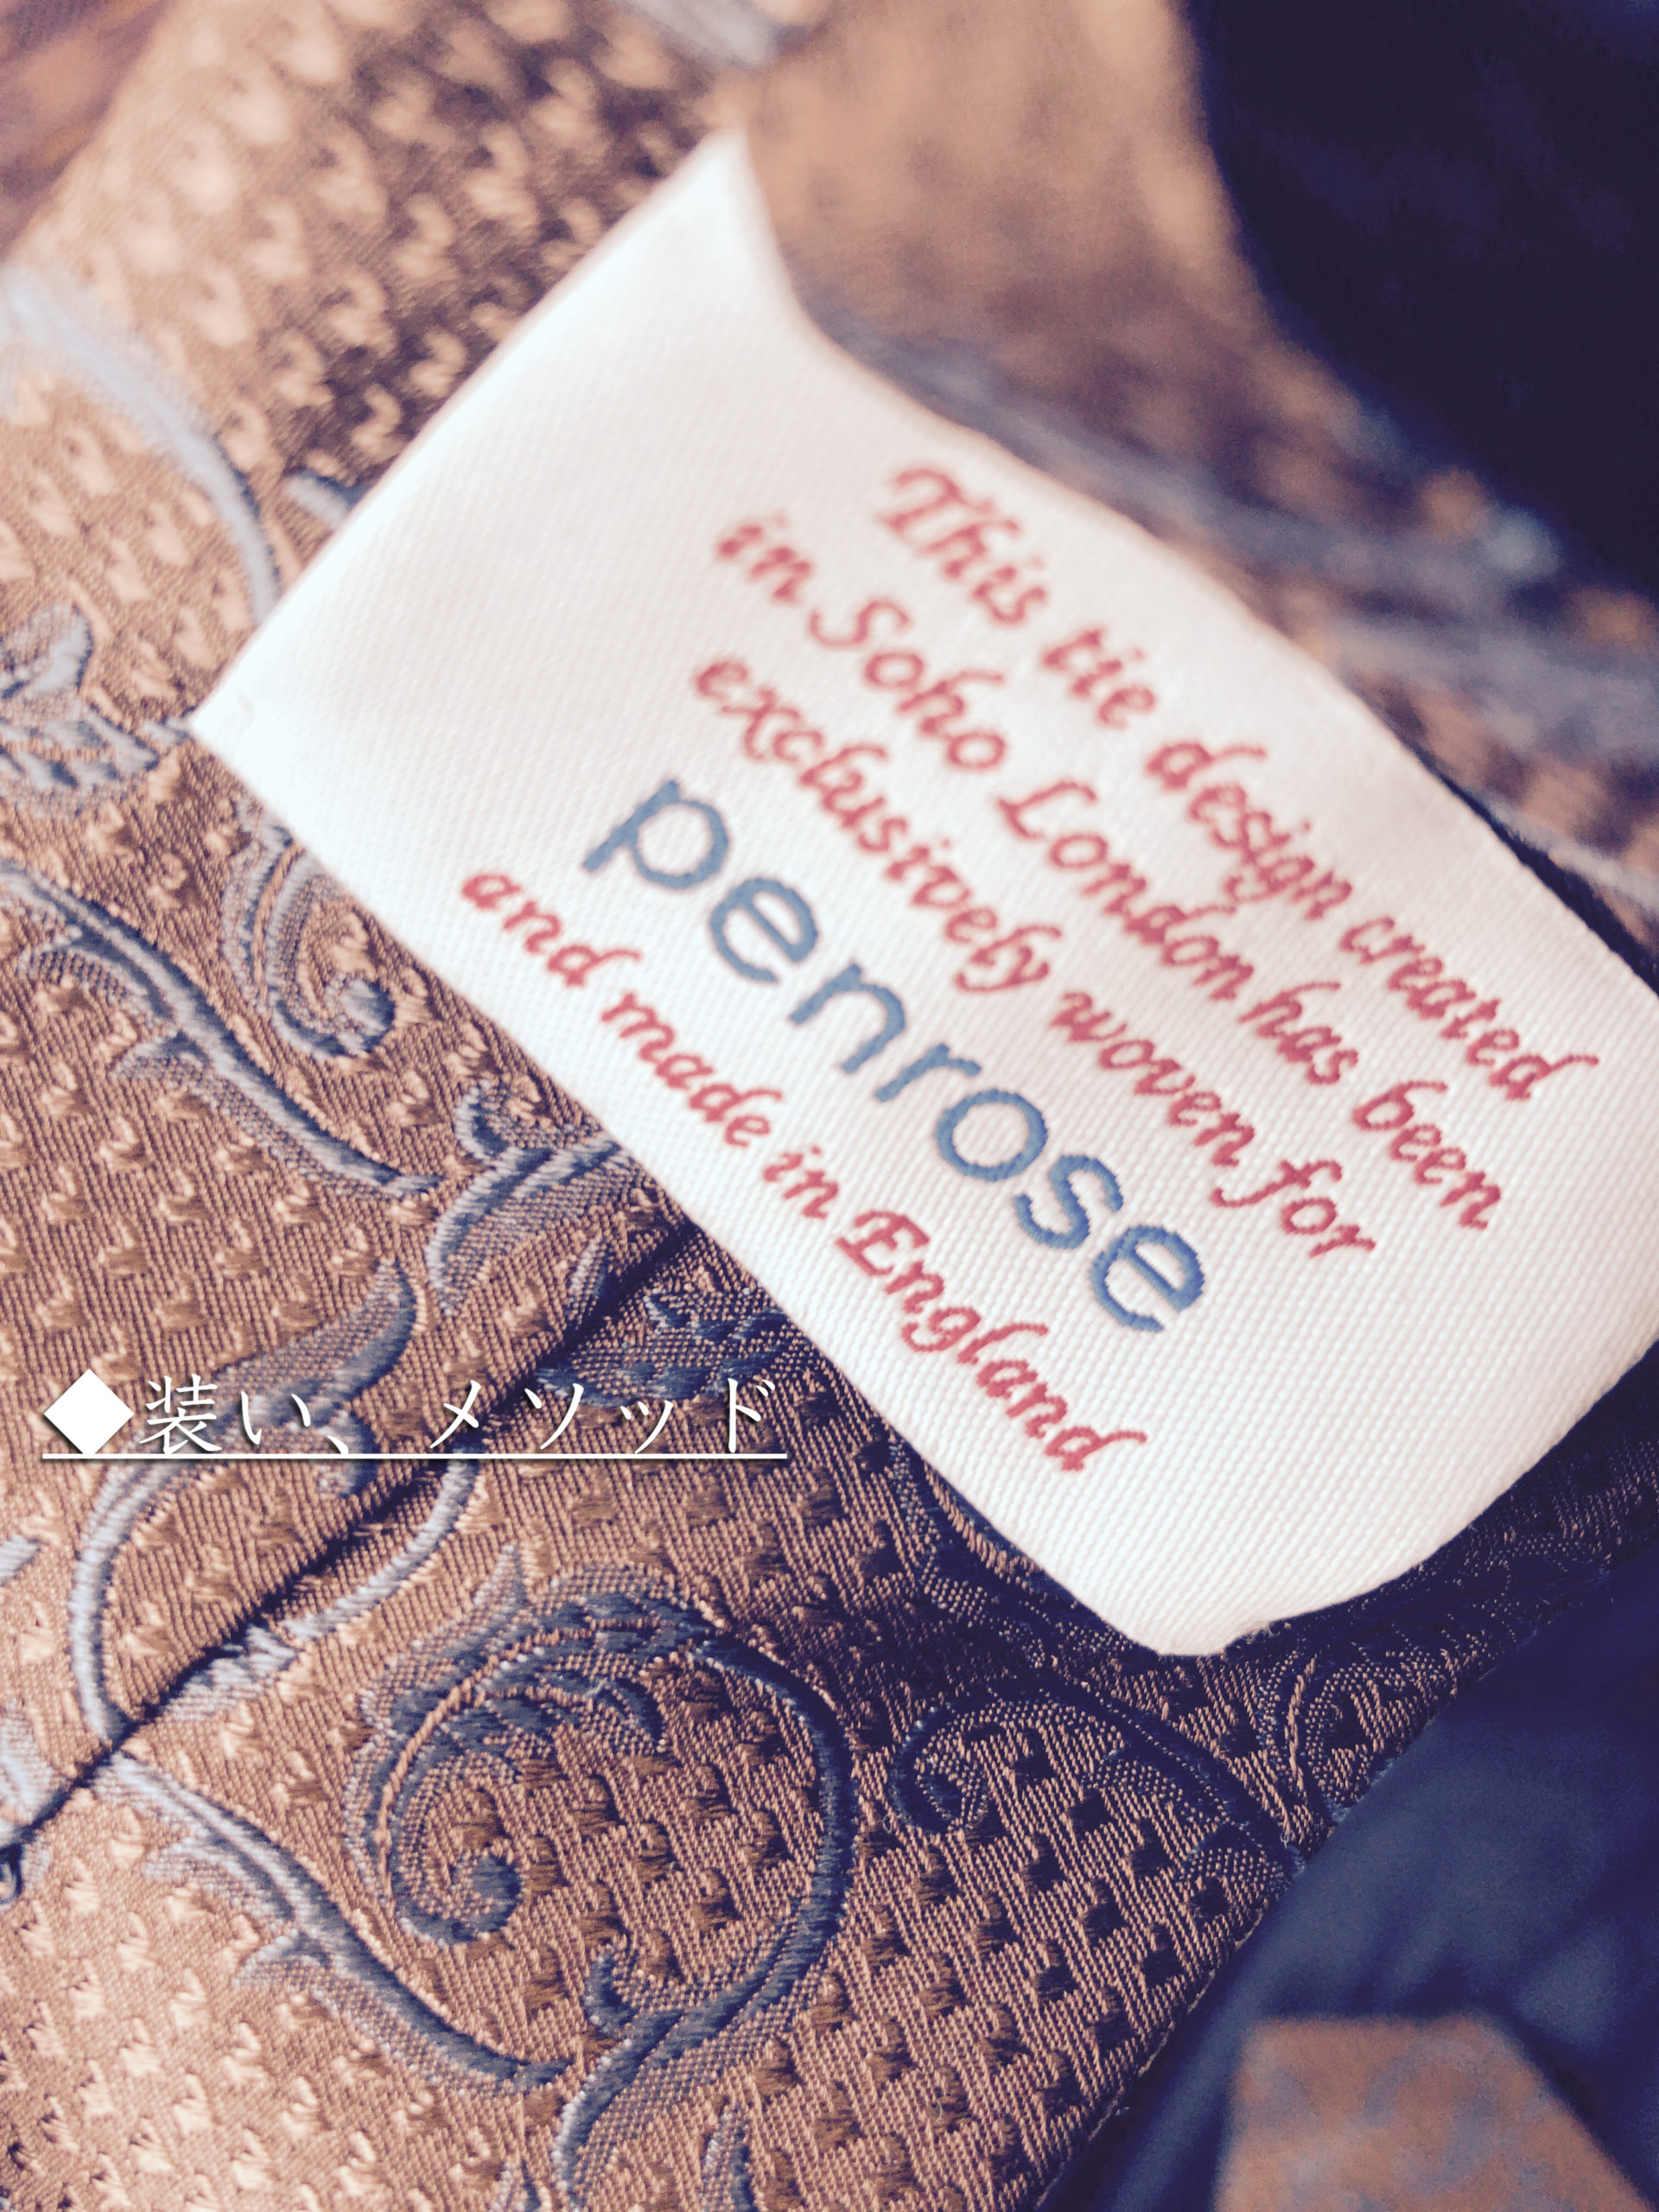 This tie design created
in Soho London has been
exclusively woven for
penrose
and made in England
◆装い、メソッド